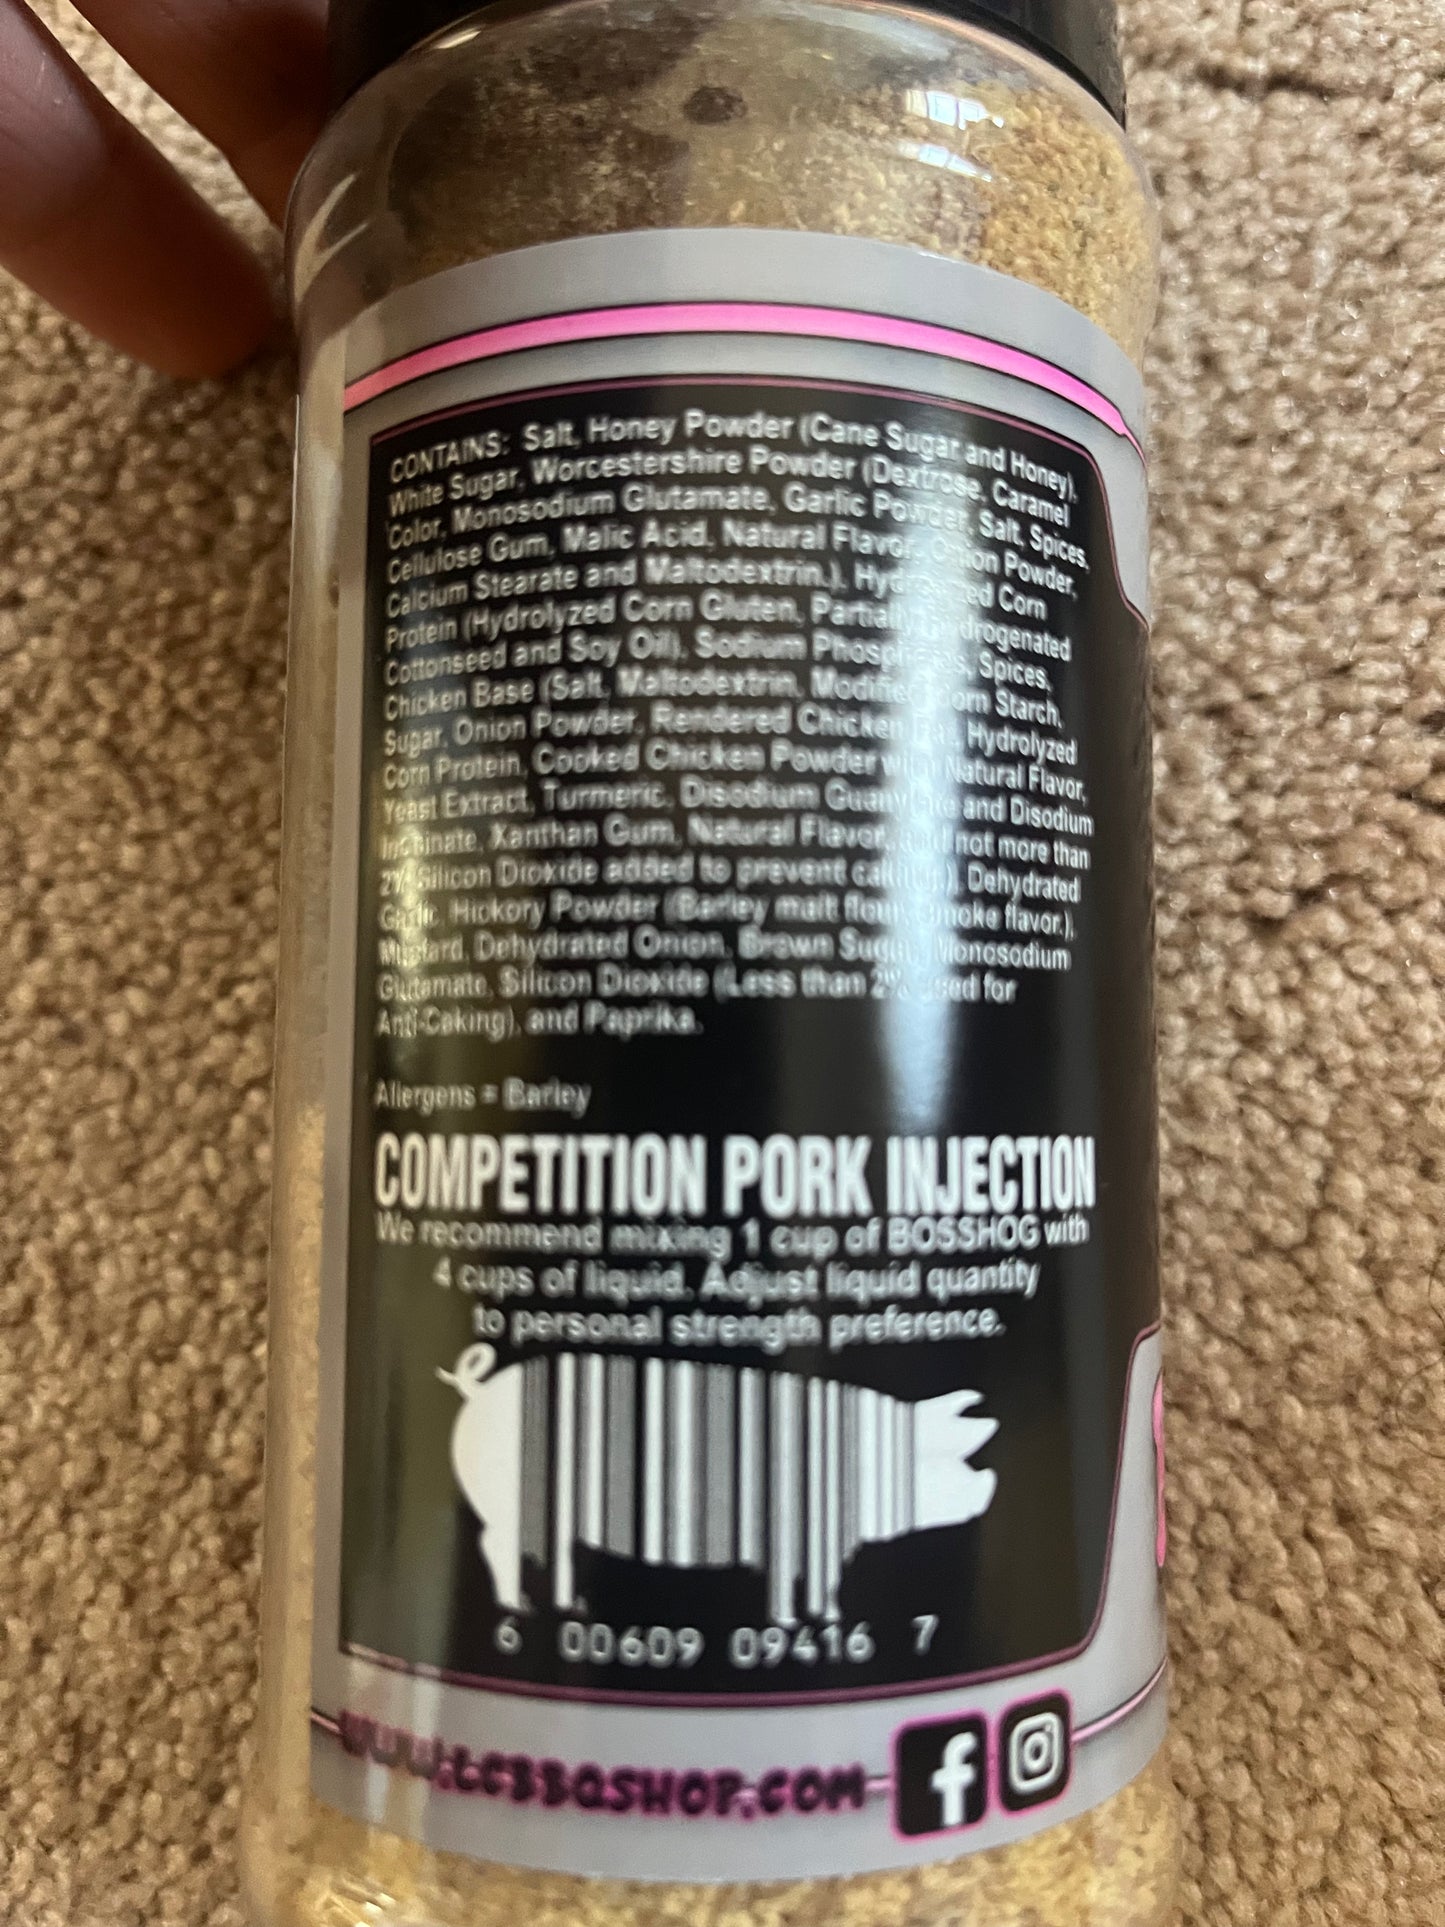 CONTAINS: Salt, Honey Powder (Cane Sugar and Honey),
White Sugar, Worcestershire Powder (Dextrose, Caramel
Color, Monosodium Glutamate, Garlic Powder, Salt, Spices,
Cellulose Gum, Malic Acid, Natural Flavor, Onion Powder,
Calcium Stearate and Maltodextrin.), Hydrolyzed Corn
Protein (Hydrolyzed Corn Gluten, Partially Hydrogenated
Cottonseed and Soy Oil), Sodium Phosphates, Spices,
Chicken Base (Salt, Maltodextrin, Modified Corn Starch,
Sugar, Onion Powder, Rendered Chicken Fat, Hydrolyzed
Corn Protein, Cooked Chicken Powder with Natural Flavor,
Yeast Extract, Turmeric, Disodium Guanylate and Disodium
Xanthan Gum, Natural Flavor, and not more than
2% Silicon Dioxide added to prevent caking.), Dehydrated
Garlic, Hickory Powder (Barley malt flour, smoke flavor.),
Mustard, Dehydrated Onion, Brown Sugar, Monosodium
Glutamate, Silicon Dioxide (Less than 2% used for
Anti-Caking), and Paprika.
Allergens = Barley
COMPETITION PORK INJECTION
We recommend mixing 1 cup of BOSSHOG with
4 cups of liquid. Adjust liquid quantity
to personal strength preference.
6 00609 09416 7
WWW.LCBBQSHOP.COM